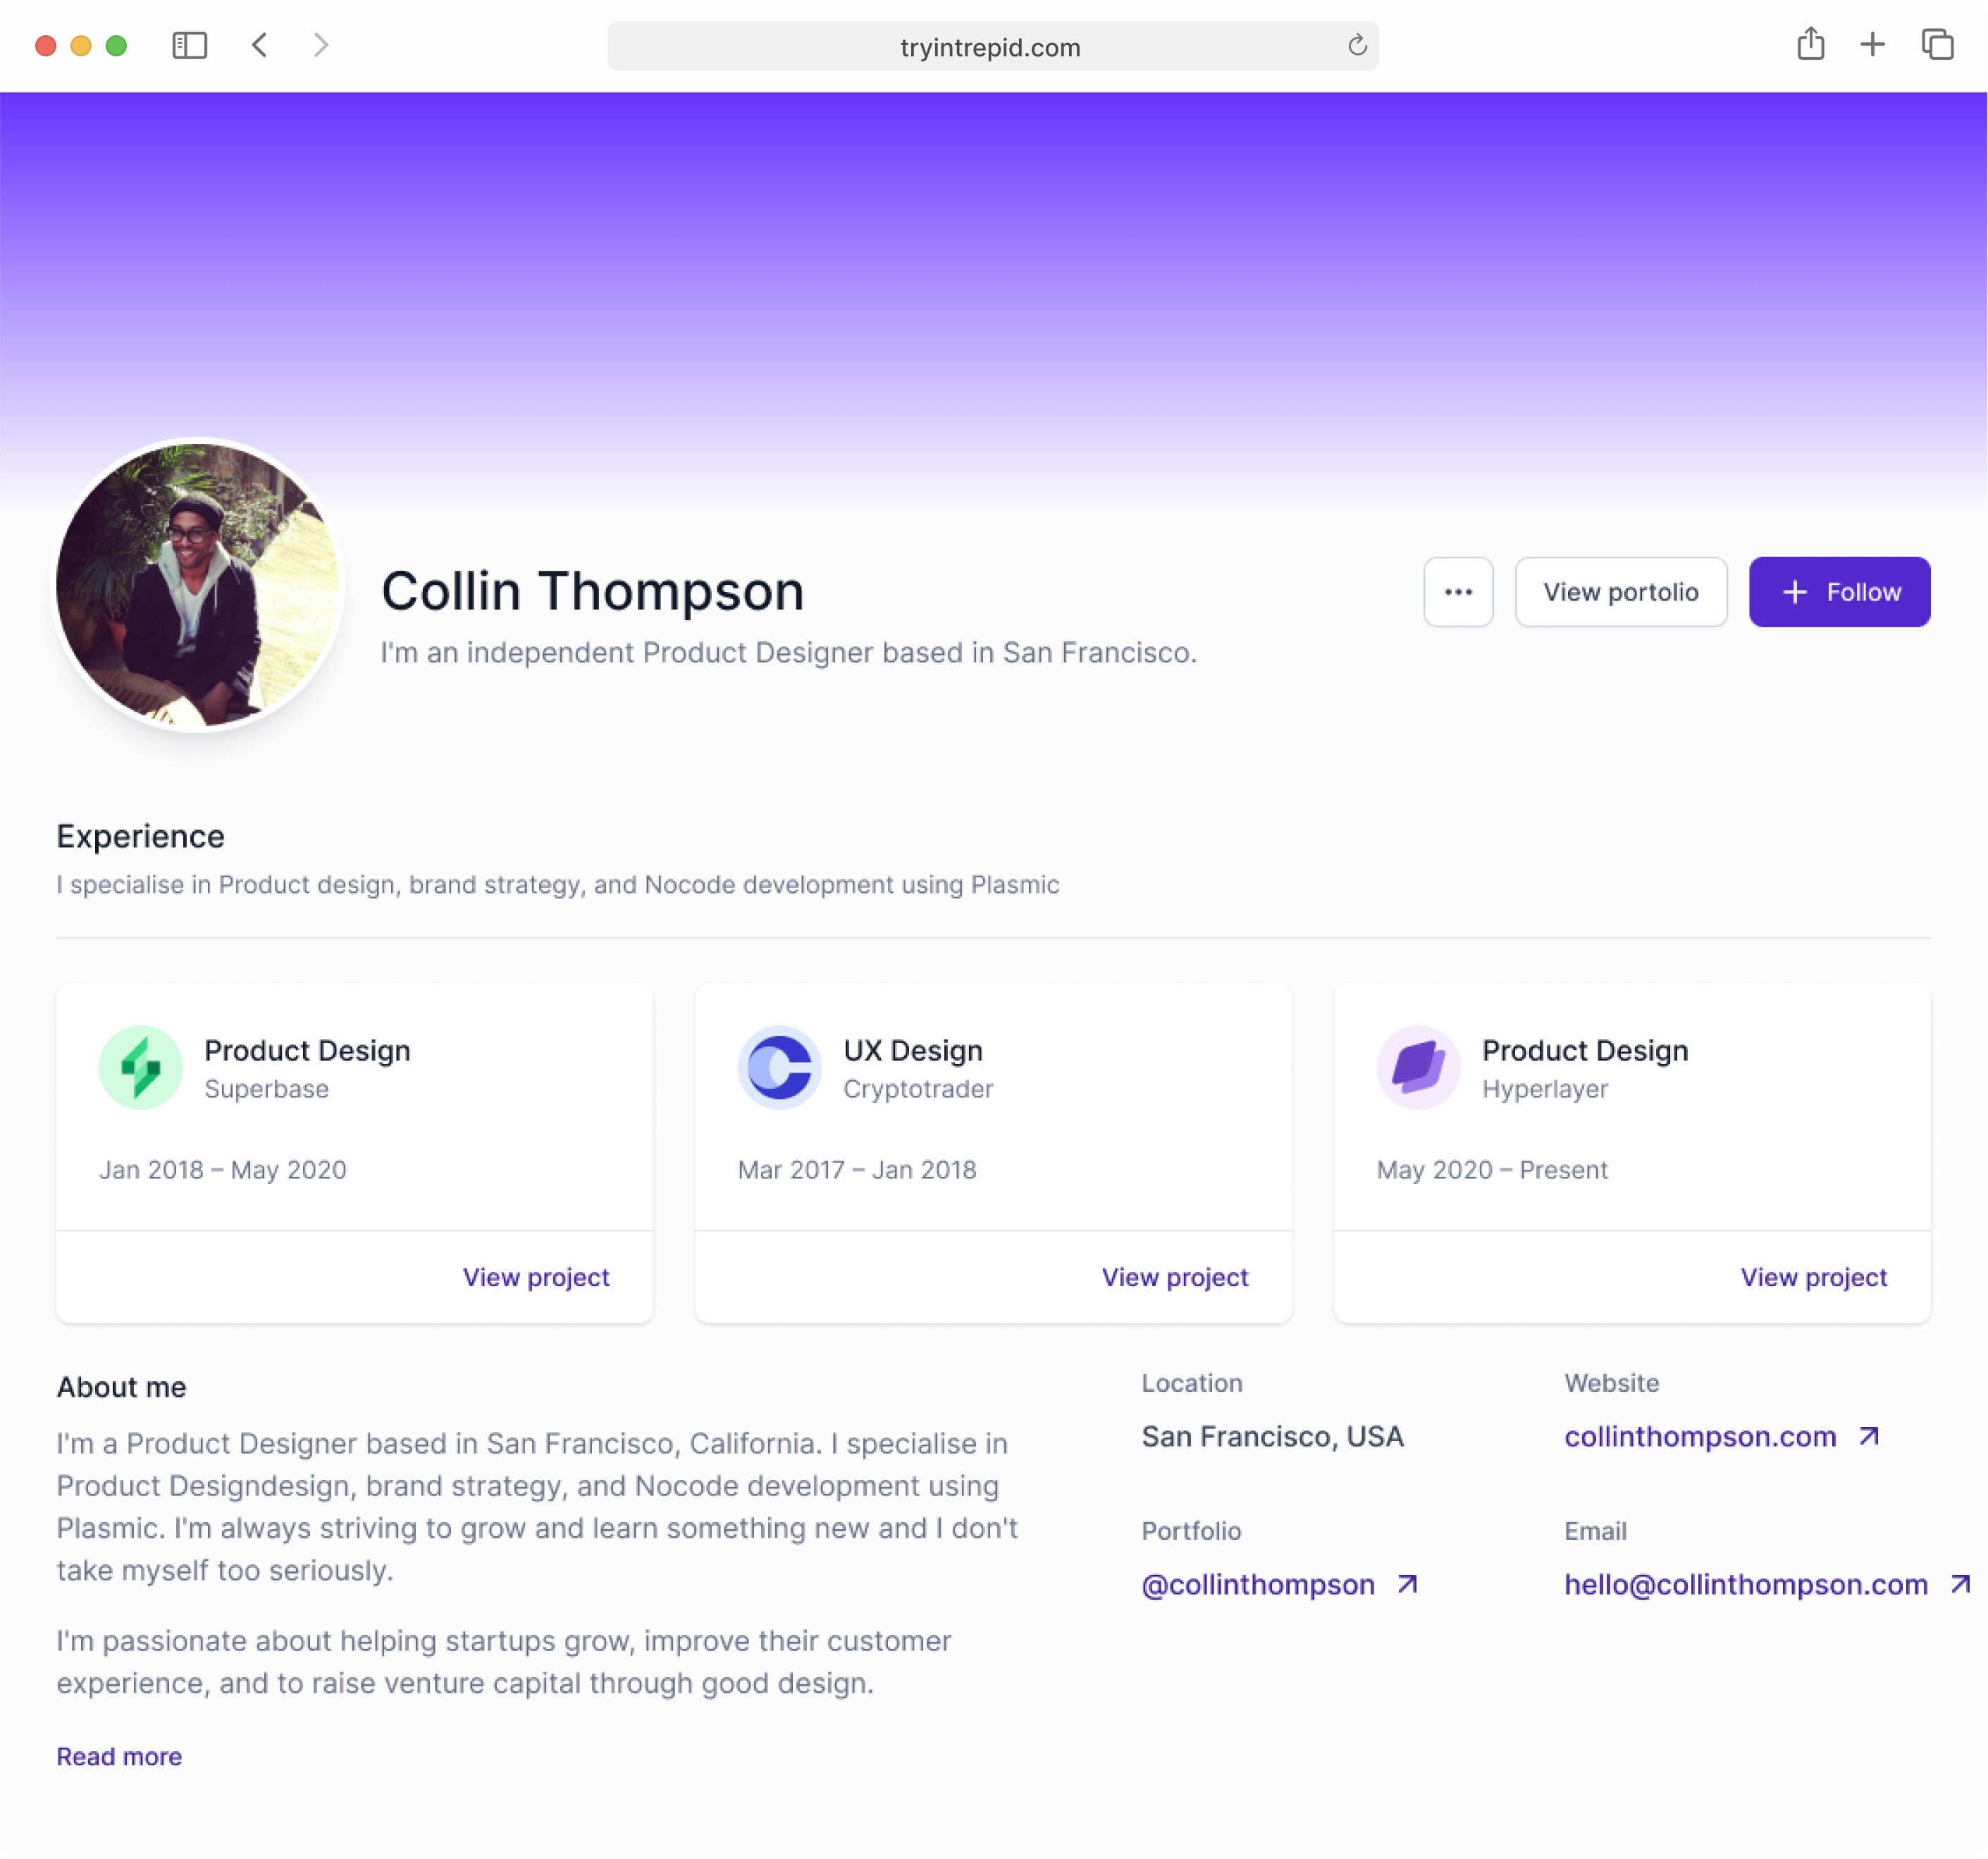 tryintrepid.com
Collin Thompson
I'm an independent Product Designer based in San Francisco.
View portolio
Follow
Experience
I specialise in Product design, brand strategy, and Nocode development using Plasmic
Product Design
Superbase
Jan 2018 – May 2020
View project
UX Design
Cryptotrader
Mar 2017 – Jan 2018
View project
Product Design
Hyperlayer
May 2020 – Present
View project
About me
I'm a Product Designer based in San Francisco, California. I specialise in
Product Designdesign, brand strategy, and Nocode development using
Plasmic. I'm always striving to grow and learn something new and I don't
take myself too seriously.
I'm passionate about helping startups grow, improve their customer
experience, and to raise venture capital through good design.
Read more
Location
San Francisco, USA
Website
collinthompson.com
Portfolio
@collinthompson
Email
hello@collinthompson.com